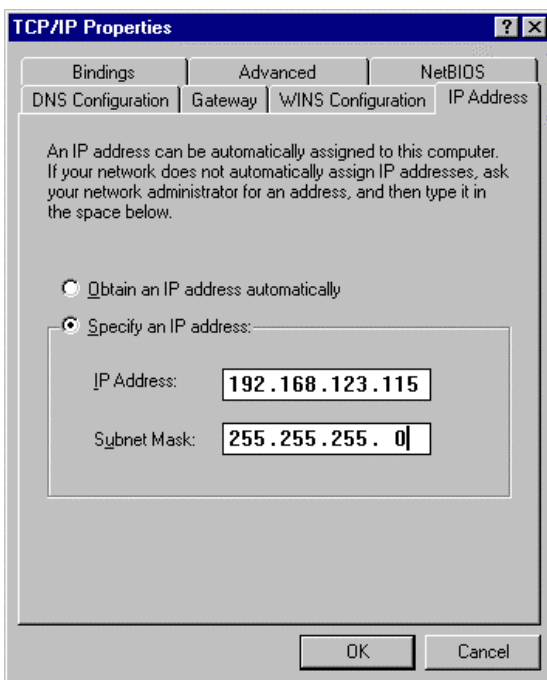 TCP/IP Properties
? X
Bindings Advanced NetBIOS
DNS Configuration Gateway WINS Configuration IP Address
An IP address can be automatically assigned to this computer.
If your network does not automatically assign IP addresses, ask
your network administrator for an address, and then type it in
the space below.
Obtain an IP address automatically
Specify an IP address:
IP Address: 192.168.123.115
Subnet Mask: 255.255.255. 0
OK Cancel